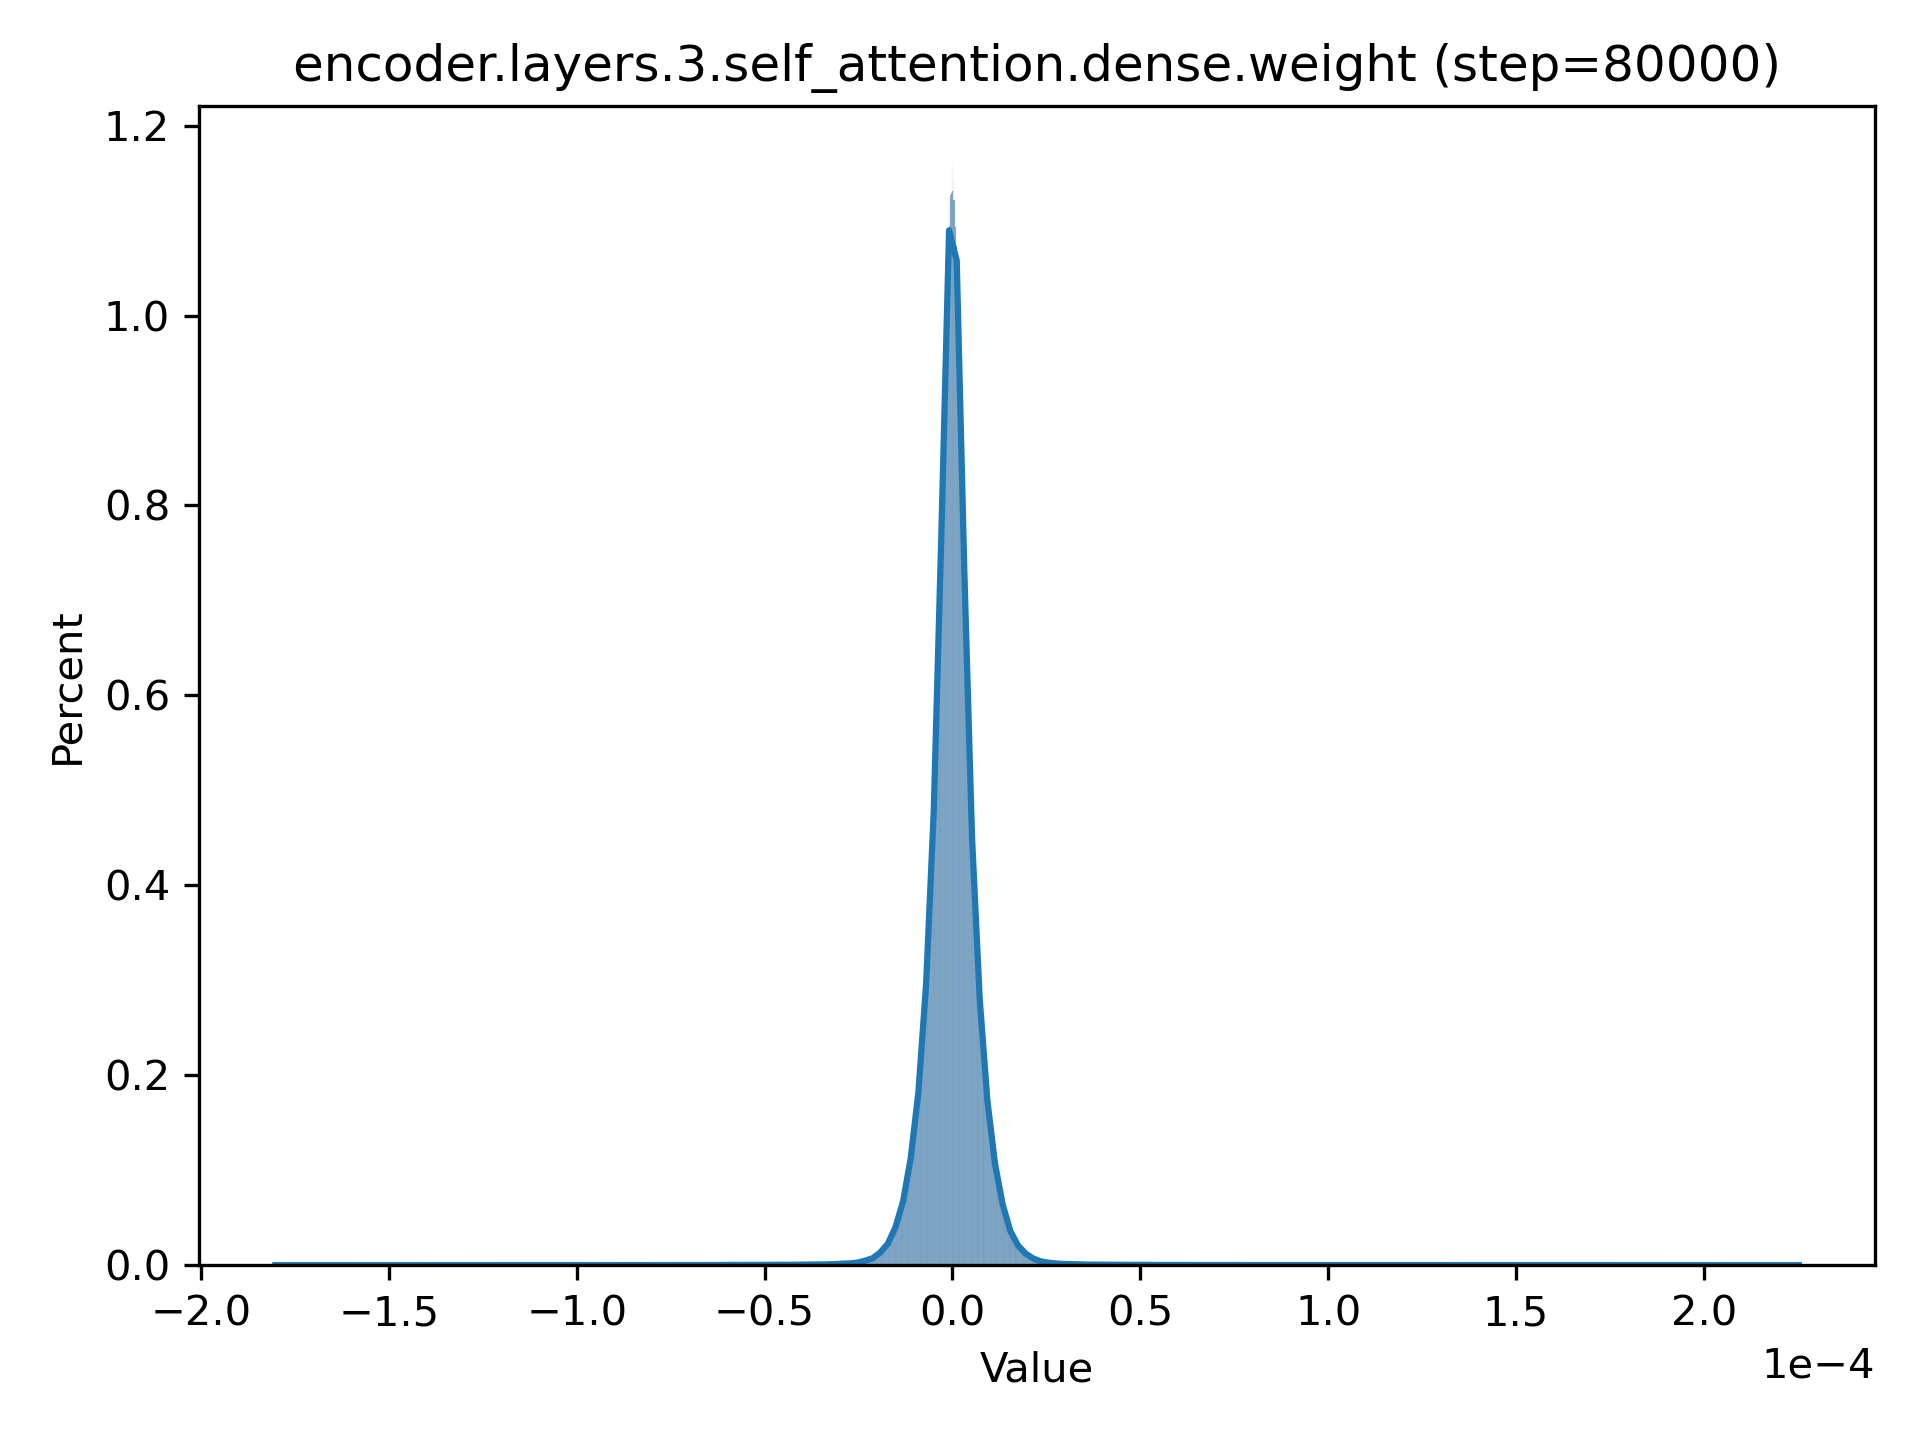 encoder.layers.3.self_attention.dense.weight (step=80000)
1.2
1.0
0.8
0.6
0.4
0.2
0.0
Percent
−2.0 −1.5 −1.0 −0.5 0.0 0.5 1.0 1.5 2.0
Value
1e−4